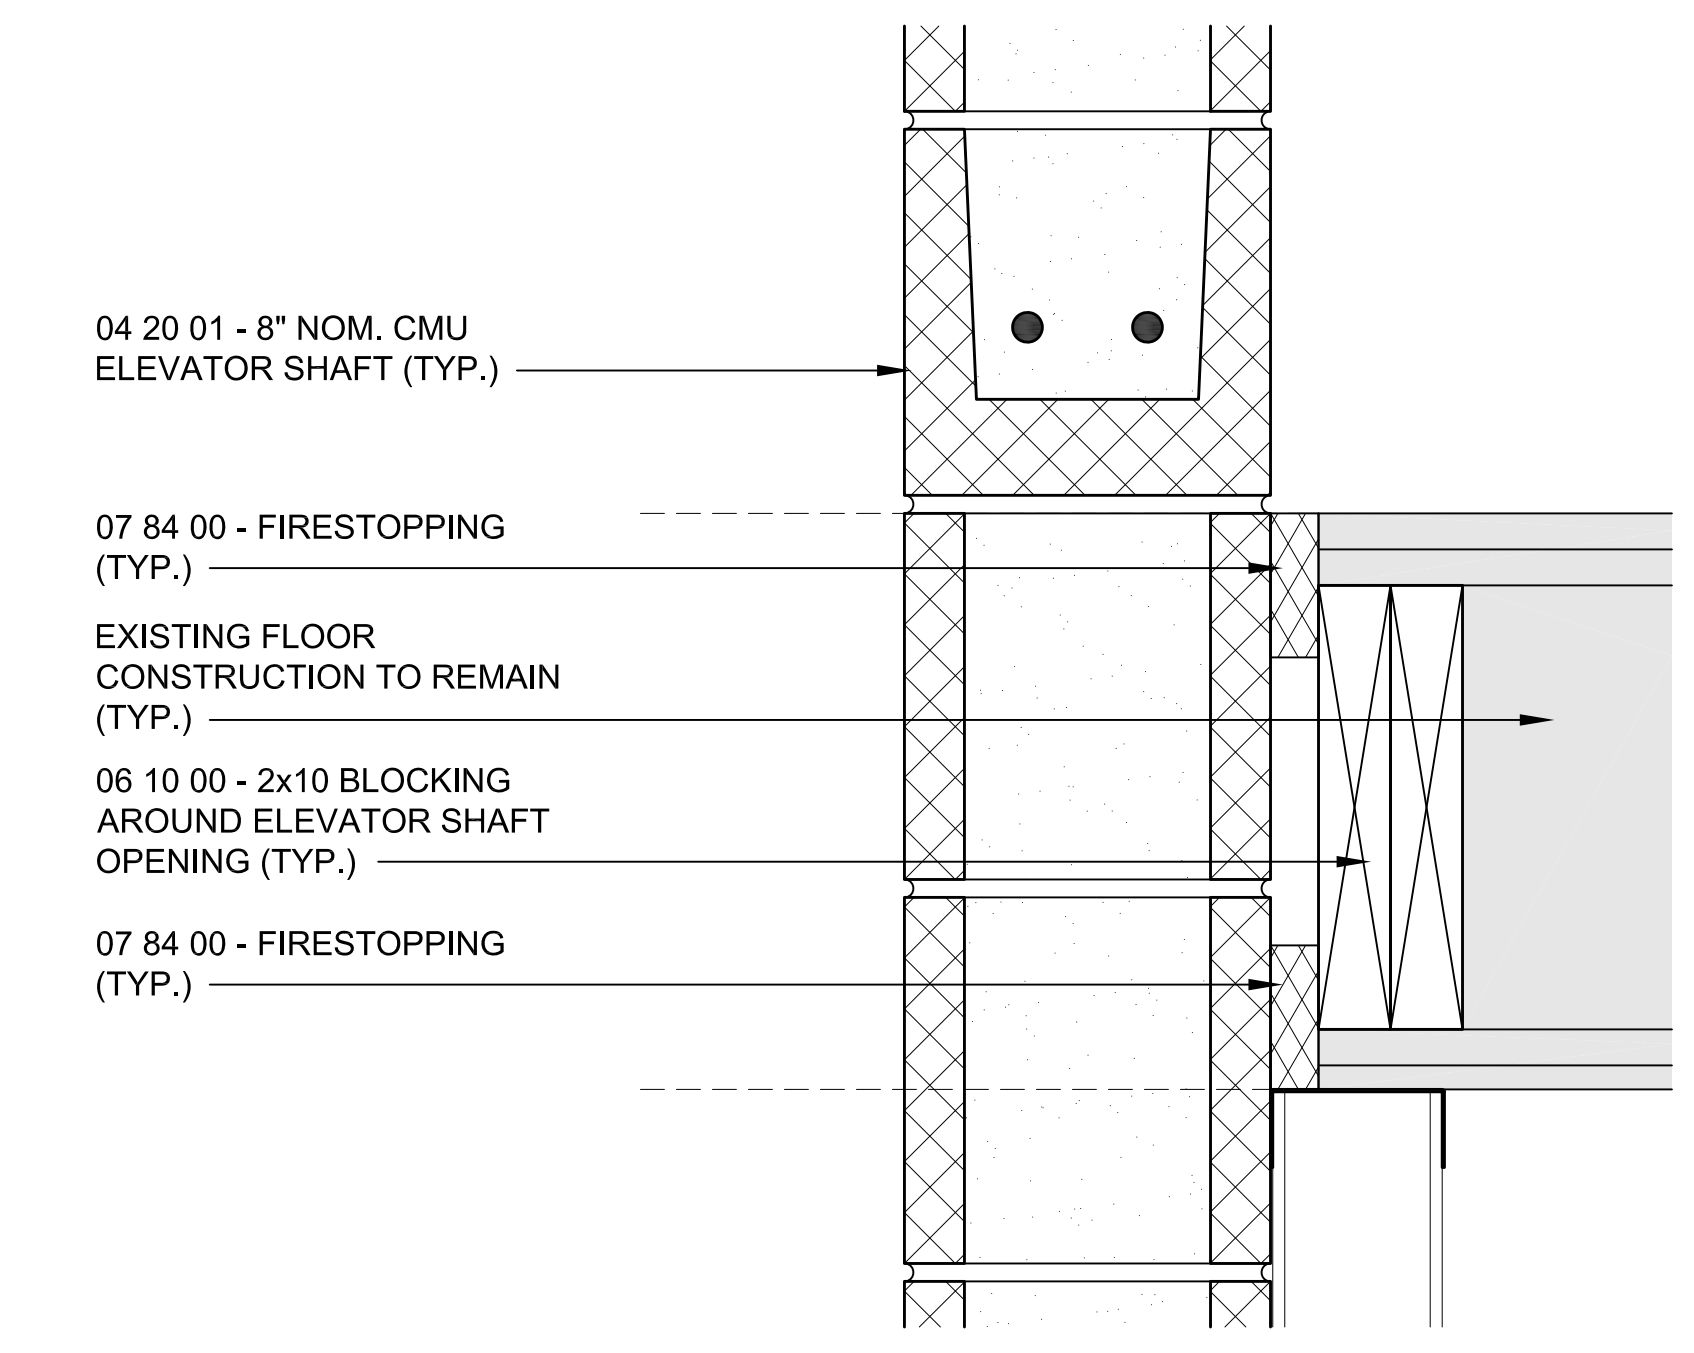 04 20 01 - 8" NOM. CMU
ELEVATOR SHAFT (TYP.)
07 84 00 - FIRESTOPPING
(TYP.)
EXISTING FLOOR
CONSTRUCTION TO REMAIN
(TYP.)
06 10 00 - 2x10 BLOCKING
AROUND ELEVATOR SHAFT
OPENING (TYP.)
07 84 00 - FIRESTOPPING
(TYP.)